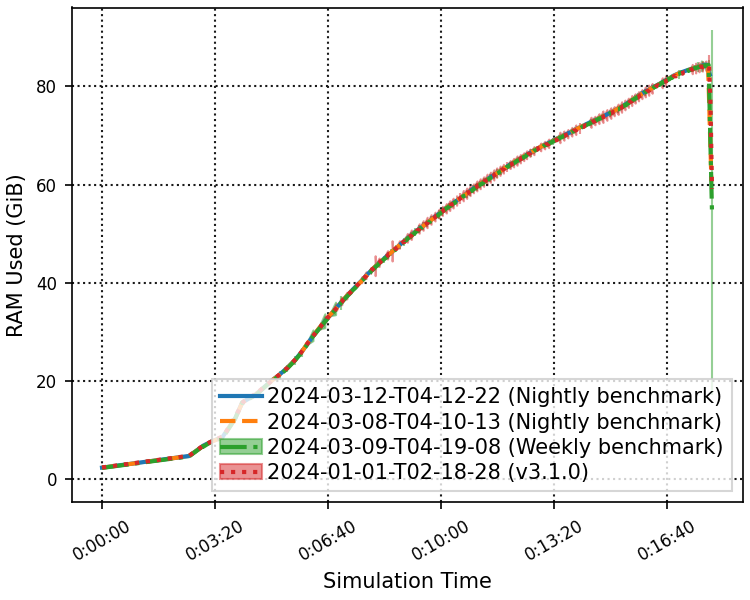 RAM Used (GiB)
80
60
40
20
0
2024-03-12-T04-12-22 (Nightly benchmark)
2024-03-08-T04-10-13 (Nightly benchmark)
2024-03-09-T04-19-08 (Weekly benchmark)
2024-01-01-T02-18-28 (v3.1.0)
0:00:00 0:03:20 0:06:40 0:10:00 0:13:20 0:16:40
Simulation Time